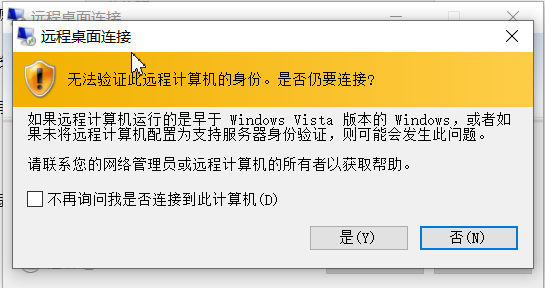 远程桌面连接
远程桌面连接
无法验证此远程计算机的身份。是否仍要连接?
如果远程计算机运行的是早于 Windows Vista 版本的 Windows，或者如
果未将远程计算机配置为支持服务器身份验证，则可能会发生此问题。
请联系您的网络管理员或远程计算机的所有者以获取帮助。
不再询问我是否连接到此计算机(D)
是(Y)
否(N)